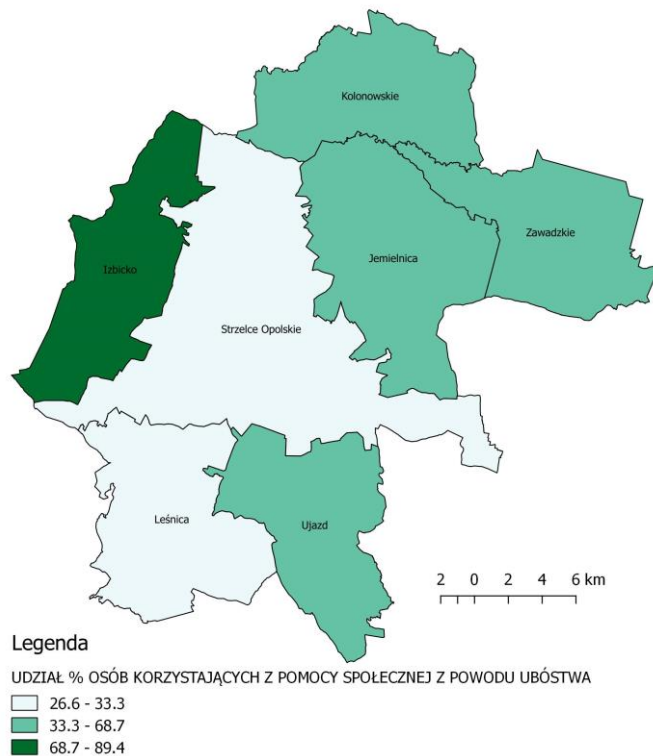 Kolonowskie
Zawadzkie
Jemielnica
Izbicko
Strzelce Opolskie
Leśnica
Ujazd
2 0 2 4 6 km
Legenda
UDZIAŁ % OSÓB KORZYSTAJĄCYCH Z POMOCY SPOŁECZNEJ Z POWODU UBÓSTWA
26.6 - 33.3
33.3 - 68.7
68.7 - 89.4